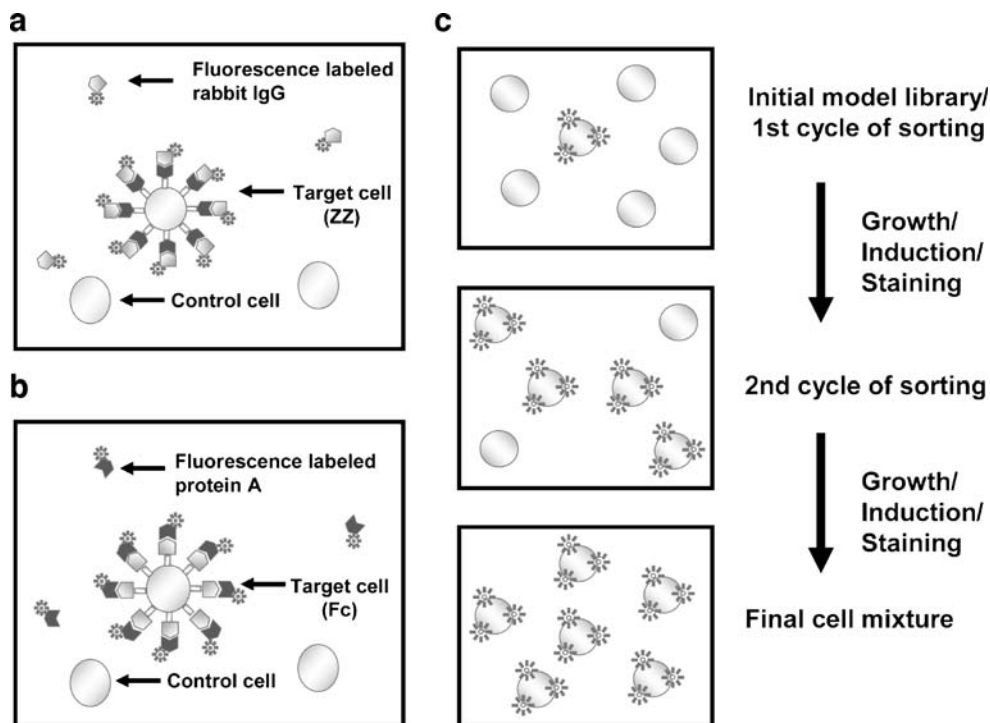 a
Fluorescence labeled
rabbit IgG
Target cell
(ZZ)
Control cell
b
Fluorescence labeled
protein A
Target cell
(Fc)
Control cell
c
Initial model library/
1st cycle of sorting
Growth/
Induction/
Staining
2nd cycle of sorting
Growth/
Induction/
Staining
Final cell mixture